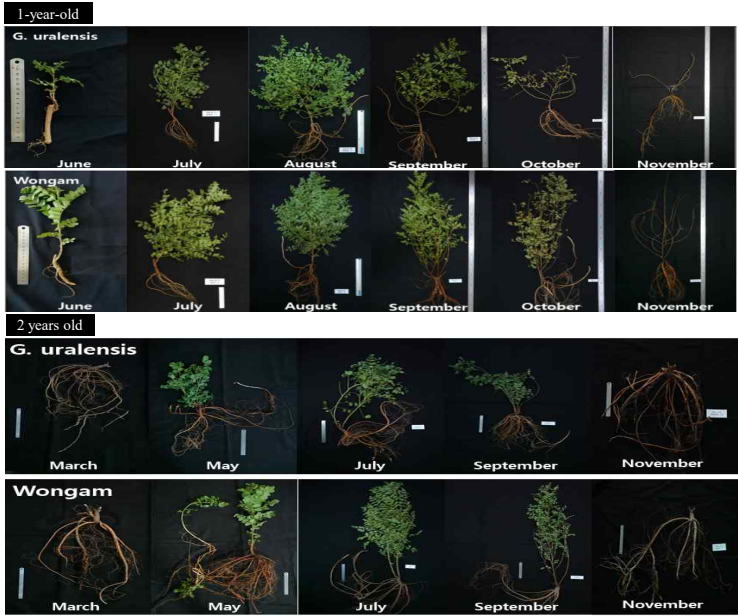 1-year-old
G. uralensis
June July August September October November
Wongam
June July August September October November
2 years old
G. uralensis
March May July September November
Wongam
March May July September November